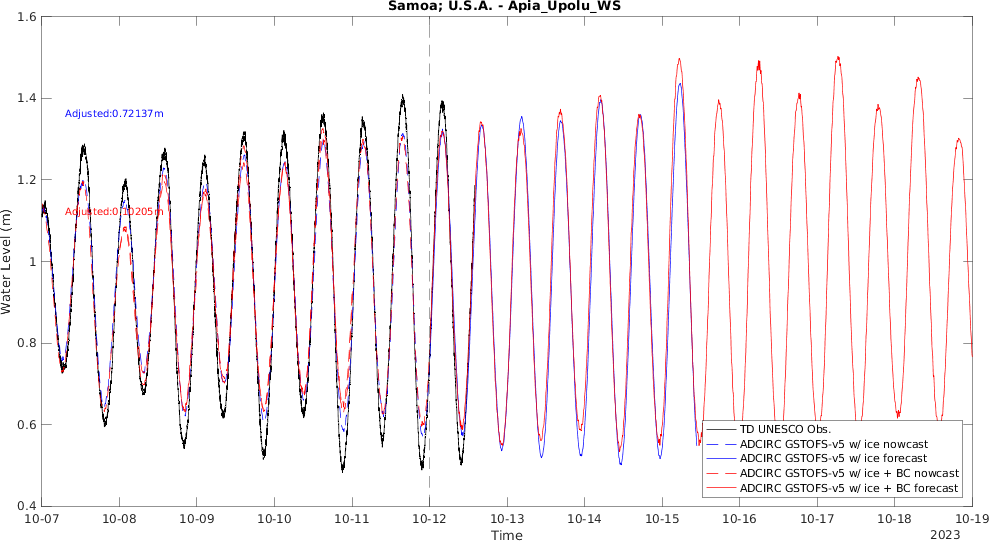 Samoa; U.S.A. - Apia_Upolu_WS
1.6
1.4
1.2
1
0.8
0.6
0.4
Water Level (m)
Adjusted:0.72137m
Adjusted:0.10205m
TD UNESCO Obs.
ADCIRC GSTOFS-v5 w/ ice nowcast
ADCIRC GSTOFS-v5 w/ ice forecast
ADCIRC GSTOFS-v5 w/ ice + BC nowcast
ADCIRC GSTOFS-v5 w/ ice + BC forecast
10-07 10-08 10-09 10-10 10-11 10-12 10-13 10-14 10-15 10-16 10-17 10-18 10-19
Time
2023